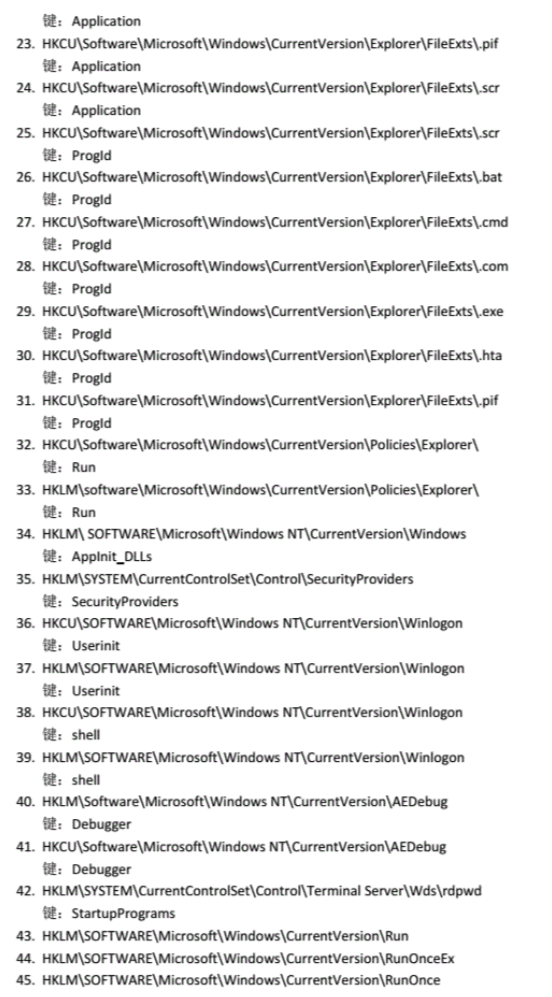 键：Application
23. HKCU\Software\Microsoft\Windows\CurrentVersion\Explorer\FileExts\.pif
键：Application
24. HKCU\Software\Microsoft\Windows\CurrentVersion\Explorer\FileExts\.scr
键：Application
25. HKCU\Software\Microsoft\Windows\CurrentVersion\Explorer\FileExts\.scr
键：ProgId
26. HKCU\Software\Microsoft\Windows\CurrentVersion\Explorer\FileExts\.bat
键：ProgId
27. HKCU\Software\Microsoft\Windows\CurrentVersion\Explorer\FileExts\.cmd
键：ProgId
28. HKCU\Software\Microsoft\Windows\CurrentVersion\Explorer\FileExts\.com
键：ProgId
29. HKCU\Software\Microsoft\Windows\CurrentVersion\Explorer\FileExts\.exe
键：ProgId
30. HKCU\Software\Microsoft\Windows\CurrentVersion\Explorer\FileExts\.hta
键：ProgId
31. HKCU\Software\Microsoft\Windows\CurrentVersion\Explorer\FileExts\.pif
键：ProgId
32. HKCU\Software\Microsoft\Windows\CurrentVersion\Policies\Explorer\
键：Run
33. HKLM\software\Microsoft\Windows\CurrentVersion\Policies\Explorer\
键：Run
34. HKLM\ SOFTWARE\Microsoft\Windows NT\CurrentVersion\Windows
键：AppInit_DLLs
35. HKLM\SYSTEM\CurrentControlSet\Control\SecurityProviders
键：SecurityProviders
36. HKCU\SOFTWARE\Microsoft\Windows NT\CurrentVersion\Winlogon
键：Userinit
37. HKLM\SOFTWARE\Microsoft\Windows NT\CurrentVersion\Winlogon
键：Userinit
38. HKCU\SOFTWARE\Microsoft\Windows NT\CurrentVersion\Winlogon
键：shell
39. HKLM\SOFTWARE\Microsoft\Windows NT\CurrentVersion\Winlogon
键：shell
40. HKLM\Software\Microsoft\Windows NT\CurrentVersion\AEDebug
键：Debugger
41. HKCU\Software\Microsoft\Windows NT\CurrentVersion\AEDebug
键：Debugger
42. HKLM\SYSTEM\CurrentControlSet\Control\Terminal Server\Wds\rdpwd
键：StartupPrograms
43. HKLM\SOFTWARE\Microsoft\Windows\CurrentVersion\Run
44. HKLM\SOFTWARE\Microsoft\Windows\CurrentVersion\RunOnceEx
45. HKLM\SOFTWARE\Microsoft\Windows\CurrentVersion\RunOnce